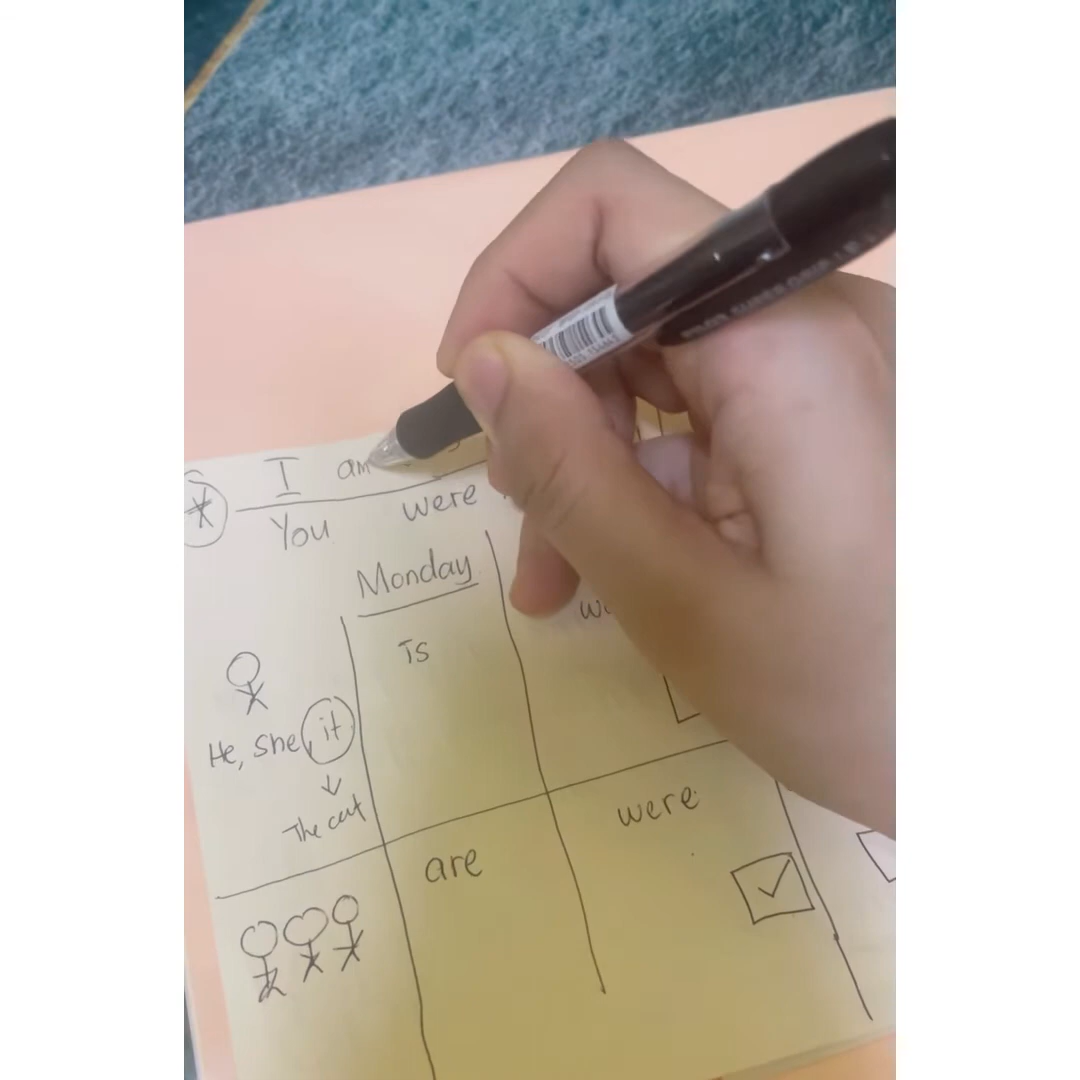 I am
You were
Monday
is
He, She, it
The cat
are were